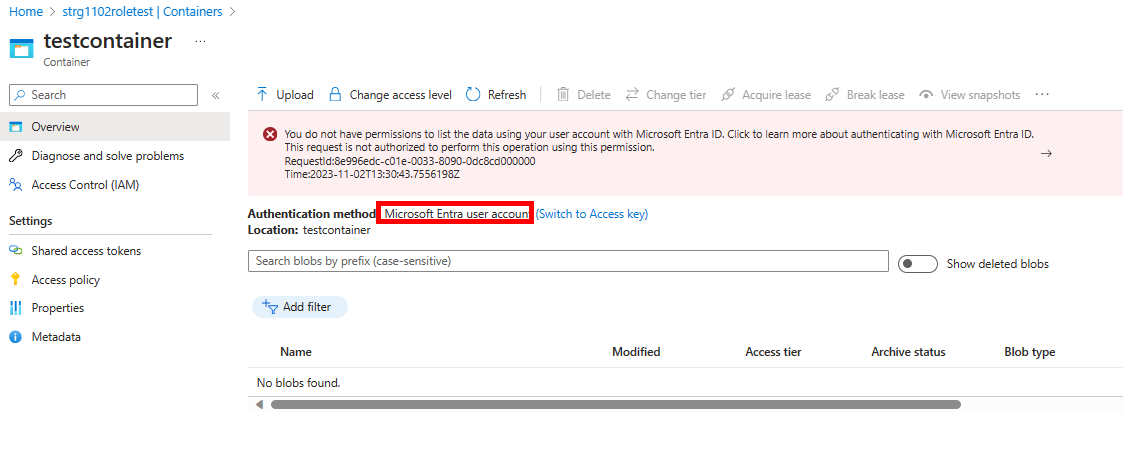 Home > strg1102roletest | Containers >
testcontainer ...
Container
Search «
Overview
Diagnose and solve problems
Access Control (IAM)
Settings
Shared access tokens
Access policy
Properties
Metadata
Upload Change access level Refresh Delete Change tier Acquire lease Break lease View snapshots ...
You do not have permissions to list the data using your user account with Microsoft Entra ID. Click to learn more about authenticating with Microsoft Entra ID.
This request is not authorized to perform this operation using this permission.
RequestId:8e996edc-c01e-0033-8090-0dc8cd000000
Time:2023-11-02T13:30:43.7556198Z
Authentication method Microsoft Entra user account (Switch to Access key)
Location: testcontainer
Search blobs by prefix (case-sensitive) Show deleted blobs
Add filter
Name Modified Access tier Archive status Blob type
No blobs found.